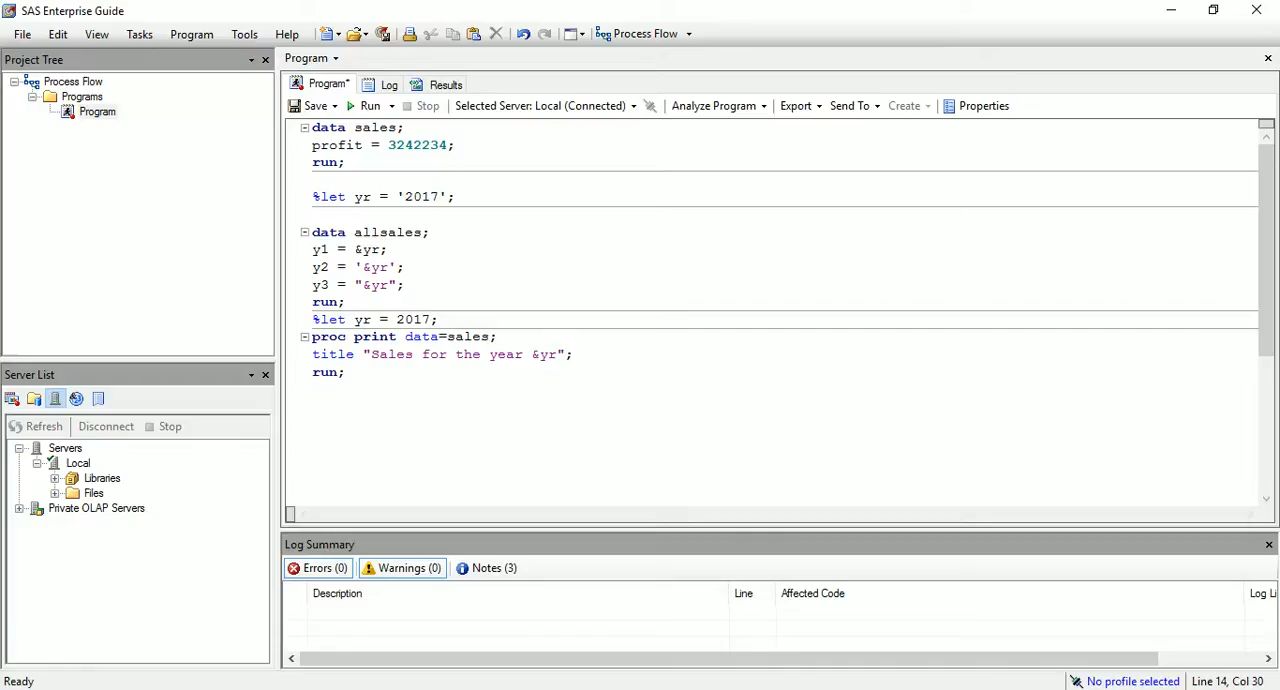 SAS Enterprise Guide
File Edit View Tasks Program Tools Help Process Flow
Project Tree
Process Flow
Programs
Program
Program
Program* Log Results
Save Run Stop Selected Server: Local (Connected) Analyze Program Export Send To Create Properties
data sales;
profit = 3242234;
run;
%let yr = '2017';
data allsales;
y1 = &yr;
y2 = '&yr';
y3 = "&yr";
run;
%let yr = 2017;
proc print data=sales;
title "Sales for the year &yr";
run;
Server List
Refresh Disconnect Stop
Servers
Local
Libraries
Files
Private OLAP Servers
Log Summary
Errors (0) Warnings (0) Notes (3)
Description Line Affected Code Log Li
Ready No profile selected Line 14, Col 30